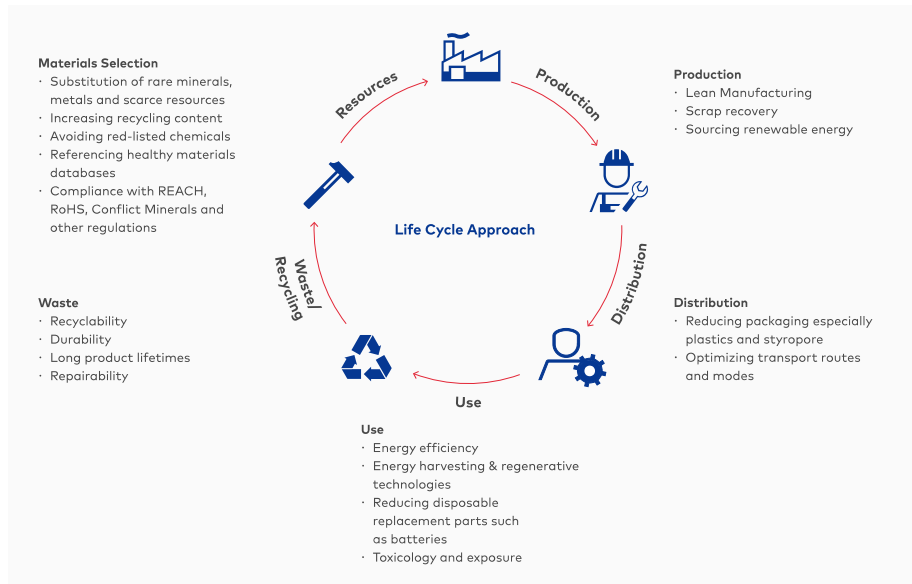 Materials Selection
· Substitution of rare minerals,
metals and scarce resources
· Increasing recycling content
· Avoiding red-listed chemicals
· Referencing healthy materials
databases
· Compliance with REACH,
RoHS, Conflict Minerals and
other regulations
Resources
Production
Production
· Lean Manufacturing
· Scrap recovery
· Sourcing renewable energy
Life Cycle Approach
Waste/
Recycling
Distribution
Waste
· Recyclability
· Durability
· Long product lifetimes
· Repairability
Distribution
· Reducing packaging especially
plastics and styropore
· Optimizing transport routes
and modes
Use
Use
· Energy efficiency
· Energy harvesting & regenerative
technologies
· Reducing disposable
replacement parts such
as batteries
· Toxicology and exposure